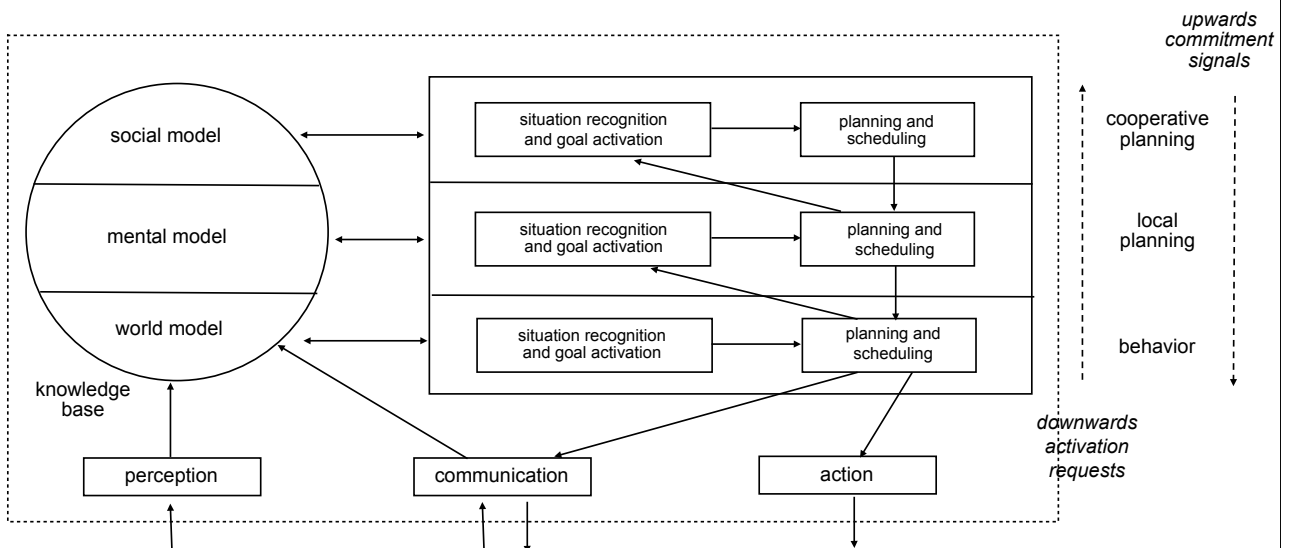 upwards
commitment
signals
social model
situation recognition
and goal activation
planning and
scheduling
cooperative
planning
mental model
situation recognition
and goal activation
planning and
scheduling
local
planning
world model
situation recognition
and goal activation
planning and
scheduling
behavior
knowledge
base
downwards
activation
requests
perception
communication
action